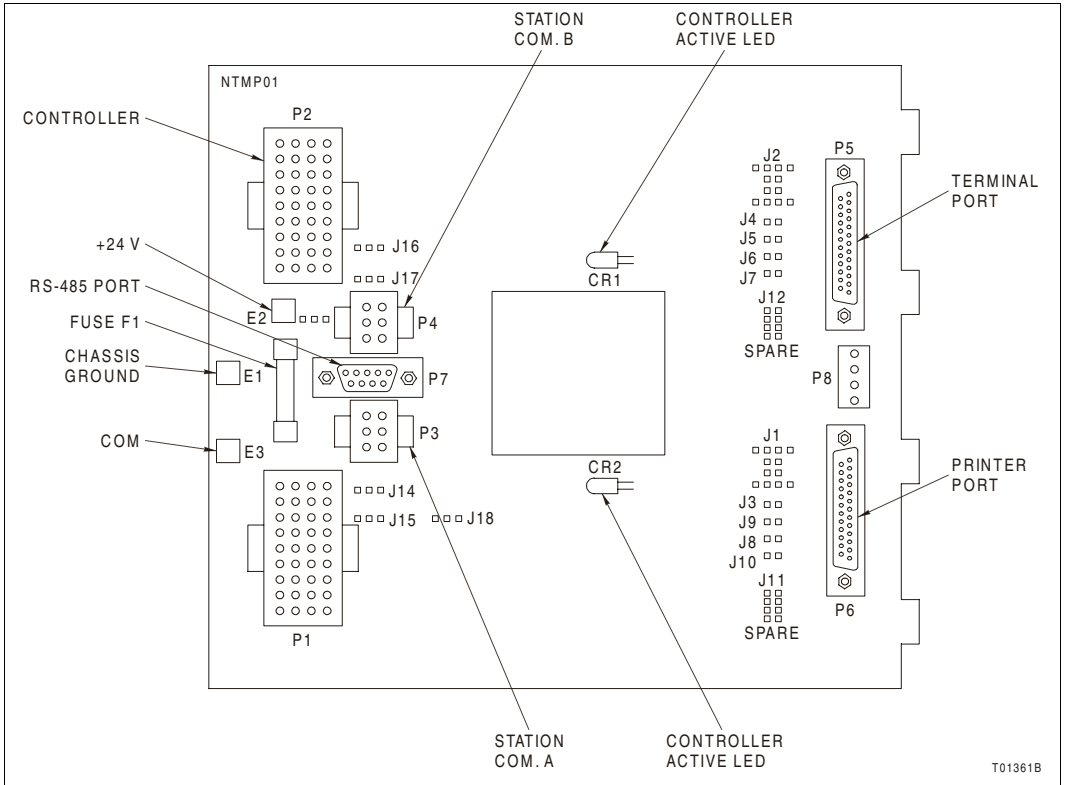 STATION
COM. B
CONTROLLER
ACTIVE LED
NTMP01
CONTROLLER
P2
J2
P5
TERMINAL
PORT
J4
J5
J6
J7
+24 V
J16
J17
CR1
RS-485 PORT
E2
P4
J12
SPARE
FUSE F1
CHASSIS
GROUND
E1
P7
P8
COM
E3
P3
J1
CR2
PRINTER
PORT
J14
J15
J18
J3
J9
J8
J10
J11
SPARE
P1
P6
STATION
COM. A
CONTROLLER
ACTIVE LED
T01361B